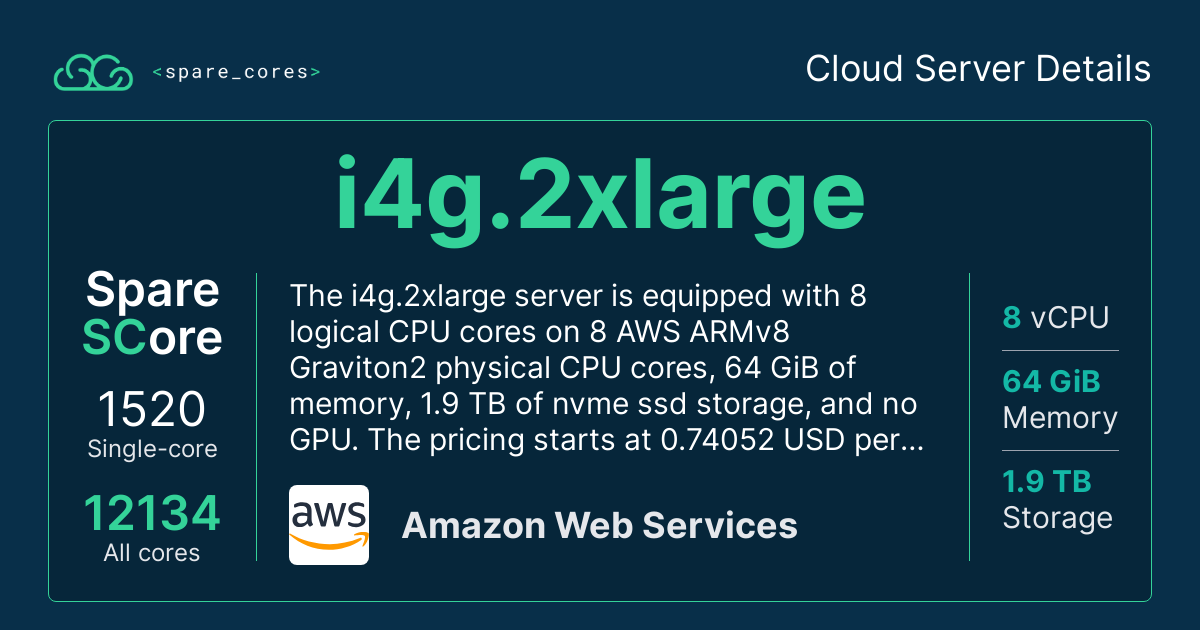 <spare_cores>
Cloud Server Details
i4g.2xlarge
Spare
SCore
1520
Single-core
12134
All cores
The i4g.2xlarge server is equipped with 8
logical CPU cores on 8 AWS ARMv8
Graviton2 physical CPU cores, 64 GiB of
memory, 1.9 TB of nvme ssd storage, and no
GPU. The pricing starts at 0.74052 USD per...
aws
Amazon Web Services
8 vCPU
64 GiB
Memory
1.9 TB
Storage